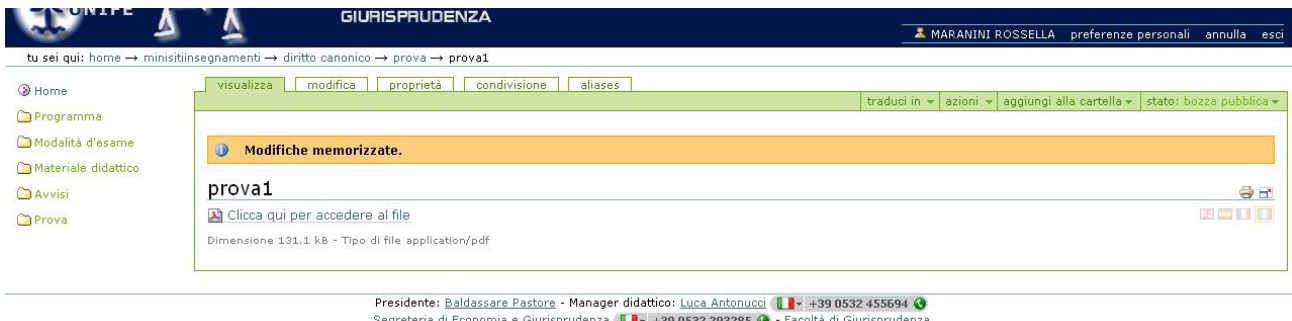 UNIFE
GIURISPRUDENZA
MARANINI ROSSELLA preferenze personali annulla esci
tu sei qui: home → minisitiinsegnamenti → diritto canonico → prova → prova1
visualizza modifica proprietà condivisione aliases
Home
traduci in azioni aggiungi alla cartella stato: bozza pubblica
Programma
Modalità d'esame
Modifiche memorizzate.
Materiale didattico
Avvisi
prova1
Prova
Clicca qui per accedere al file
Dimensione 131.1 kB - Tipo di file application/pdf
Presidente: Baldassare Pastore - Manager didattico: Luca Antonucci +39 0532 455694
Segreteria di Economia e Giurisprudenza +39 0532 293285 - Facoltà di Giurisprudenza